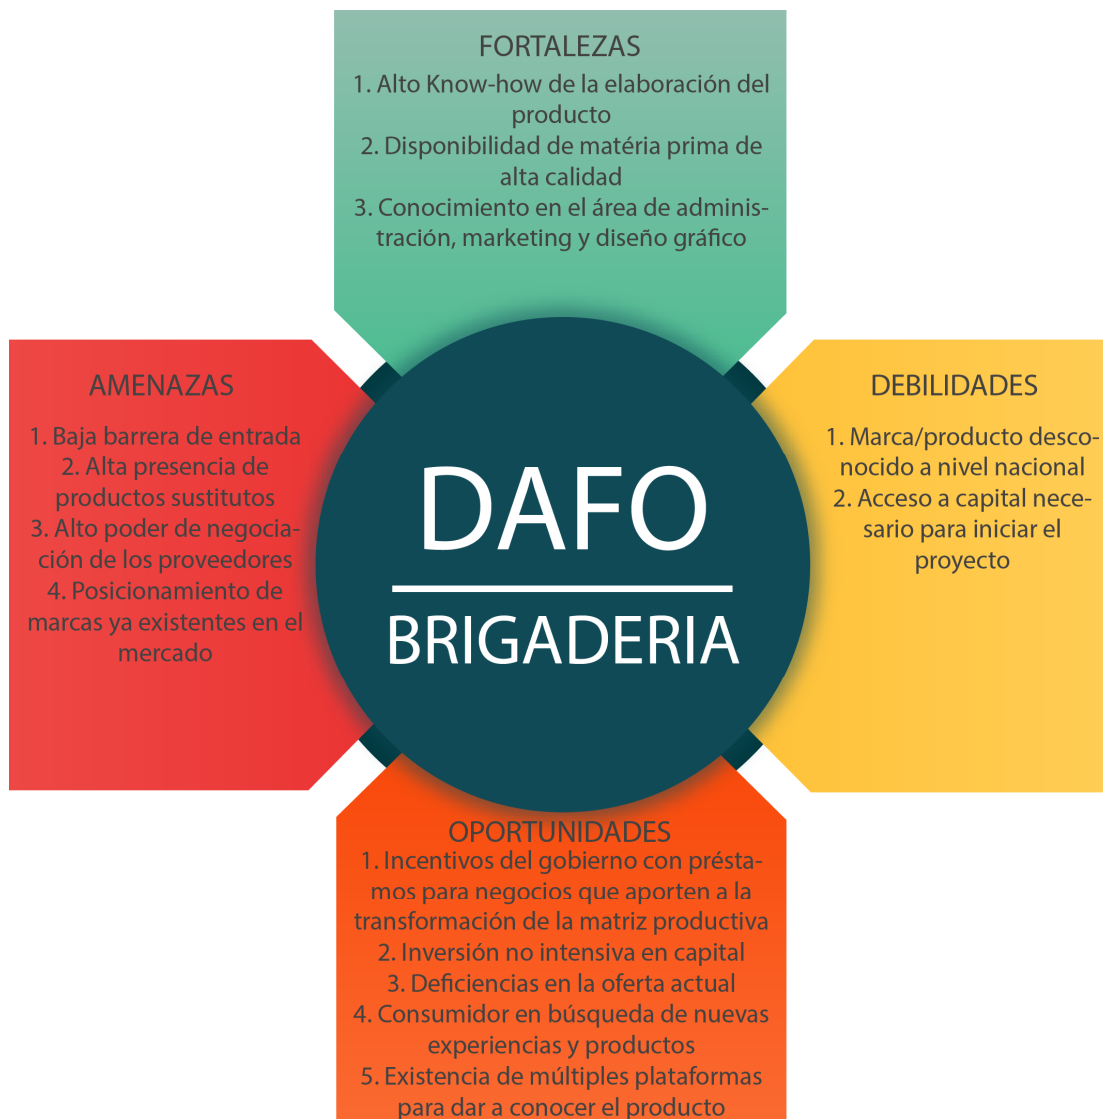 FORTALEZAS
1. Alto Know-how de la elaboración del
producto
2. Disponibilidad de matéria prima de
alta calidad
3. Conocimiento en el área de adminis-
tración, marketing y diseño gráfico
AMENAZAS
1. Baja barrera de entrada
2. Alta presencia de
productos sustitutos
3. Alto poder de negocia-
ción de los proveedores
4. Posicionamiento de
marcas ya existentes en el
mercado
DAFO
BRIGADERIA
DEBILIDADES
1. Marca/producto desco-
nocido a nivel nacional
2. Acceso a capital nece-
sario para iniciar el
proyecto
OPORTUNIDADES
1. Incentivos del gobierno con présta-
mos para negocios que aporten a la
transformación de la matriz productiva
2. Inversión no intensiva en capital
3. Deficiencias en la oferta actual
4. Consumidor en búsqueda de nuevas
experiencias y productos
5. Existencia de múltiples plataformas
para dar a conocer el producto